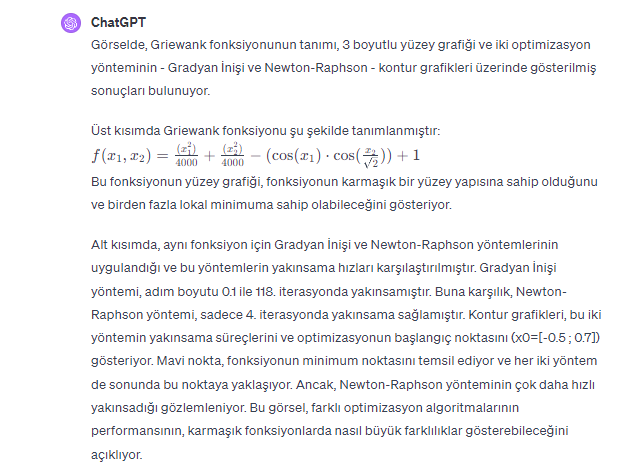 ChatGPT
Görselde, Griewank fonksiyonunun tanımı, 3 boyutlu yüzey grafiği ve iki optimizasyon
yönteminin - Gradyan İnişi ve Newton-Raphson - kontur grafikleri üzerinde gösterilmiş
sonuçları bulunuyor.
Üst kısımda Griewank fonksiyonu şu şekilde tanımlanmıştır:
f(x₁, x₂) = (x₁²)/4000 + (x₂²)/4000 − (cos(x₁) · cos(x₂/√2)) + 1
Bu fonksiyonun yüzey grafiği, fonksiyonun karmaşık bir yüzey yapısına sahip olduğunu
ve birden fazla lokal minimuma sahip olabileceğini gösteriyor.
Alt kısımda, aynı fonksiyon için Gradyan İnişi ve Newton-Raphson yöntemlerinin
uygulandığı ve bu yöntemlerin yakınsama hızları karşılaştırılmıştır. Gradyan İnişi
yöntemi, adım boyutu 0.1 ile 118. iterasyonda yakınsamıştır. Buna karşılık, Newton-
Raphson yöntemi, sadece 4. iterasyonda yakınsama sağlamıştır. Kontur grafikleri, bu iki
yöntemin yakınsama süreçlerini ve optimizasyonun başlangıç noktasını (x0=[-0.5 ; 0.7])
gösteriyor. Mavi nokta, fonksiyonun minimum noktasını temsil ediyor ve her iki yöntem
de sonunda bu noktaya yaklaşıyor. Ancak, Newton-Raphson yönteminin çok daha hızlı
yakınsadığı gözlemleniyor. Bu görsel, farklı optimizasyon algoritmalarının
performansının, karmaşık fonksiyonlarda nasıl büyük farklılıklar gösterebileceğini
açıklıyor.